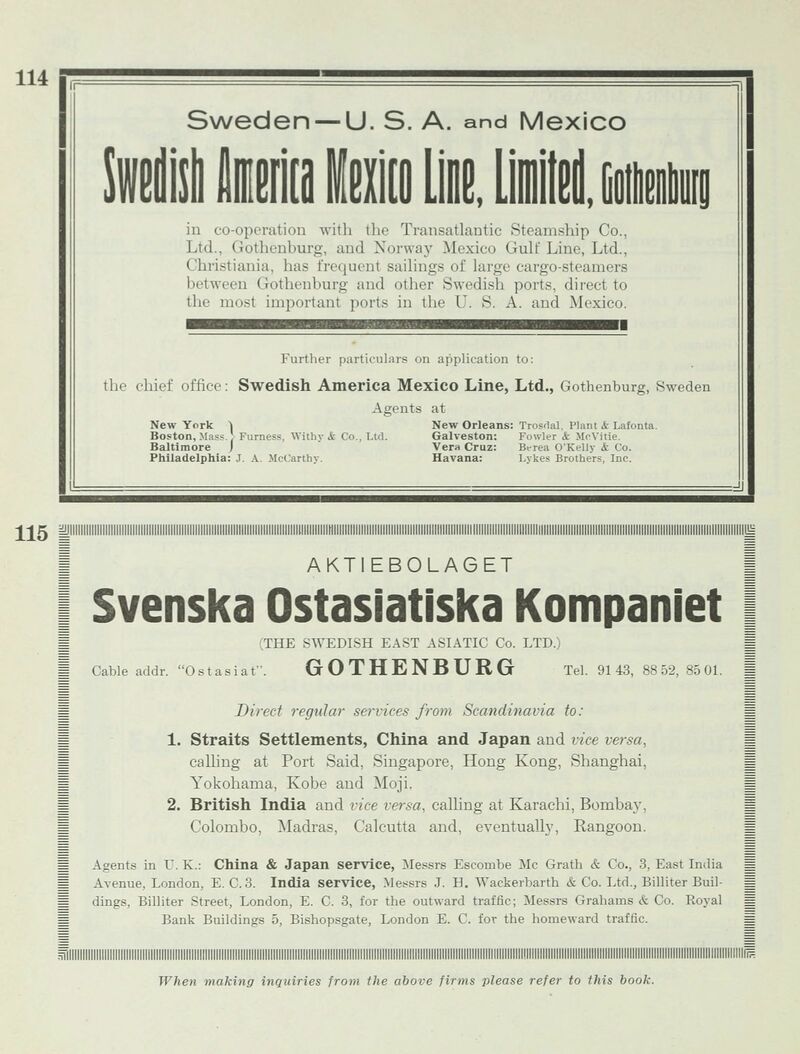 114
Sweden — U. S. A. and Mexico
Swedish America Mexico Line, Limited, Gothenburg
in co-operation with the Transatlantic Steamship Co.,
Ltd., Gothenburg, and Norway Mexico Gulf Line, Ltd.,
Christiania, has frequent sailings of large cargo-steamers
between Gothenburg and other Swedish ports, direct to
the most important ports in the U. S. A. and Mexico.
Further particulars on application to:
the chief office: Swedish America Mexico Line, Ltd., Gothenburg, Sweden
Agents at
New York
Boston, Mass. } Furness, Withy & Co., Ltd.
Baltimore
Philadelphia: J. A. McCarthy.
New Orleans: Trosdal, Plant & Lafonta.
Galveston: Fowler & McVitie.
Vera Cruz: Berea O'Kelly & Co.
Havana: Lykes Brothers, Inc.
115
AKTIEBOLAGET
Svenska Ostasiatiska Kompaniet
(THE SWEDISH EAST ASIATIC Co. LTD.)
Cable addr. "Ostasiat". GOTHENBURG Tel. 91 43, 88 52, 85 01.
Direct regular services from Scandinavia to:
1. Straits Settlements, China and Japan and vice versa,
calling at Port Said, Singapore, Hong Kong, Shanghai,
Yokohama, Kobe and Moji.
2. British India and vice versa, calling at Karachi, Bombay,
Colombo, Madras, Calcutta and, eventually, Rangoon.
Agents in U. K.: China & Japan service, Messrs Escombe Mc Grath & Co., 3, East India
Avenue, London, E. C. 3. India service, Messrs J. H. Wackerbarth & Co. Ltd., Billiter Buil-
dings, Billiter Street, London, E. C. 3, for the outward traffic; Messrs Grahams & Co. Royal
Bank Buildings 5, Bishopsgate, London E. C. for the homeward traffic.
When making inquiries from the above firms please refer to this book.